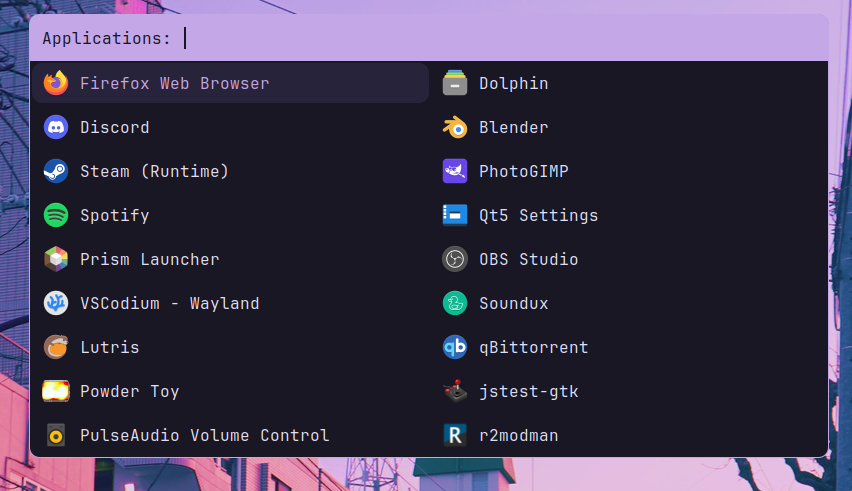 Applications:
Firefox Web Browser
Discord
Steam (Runtime)
Spotify
Prism Launcher
VSCodium - Wayland
Lutris
Powder Toy
PulseAudio Volume Control
Dolphin
Blender
PhotoGIMP
Qt5 Settings
OBS Studio
Soundux
qb qBittorrent
jstest-gtk
R r2modman